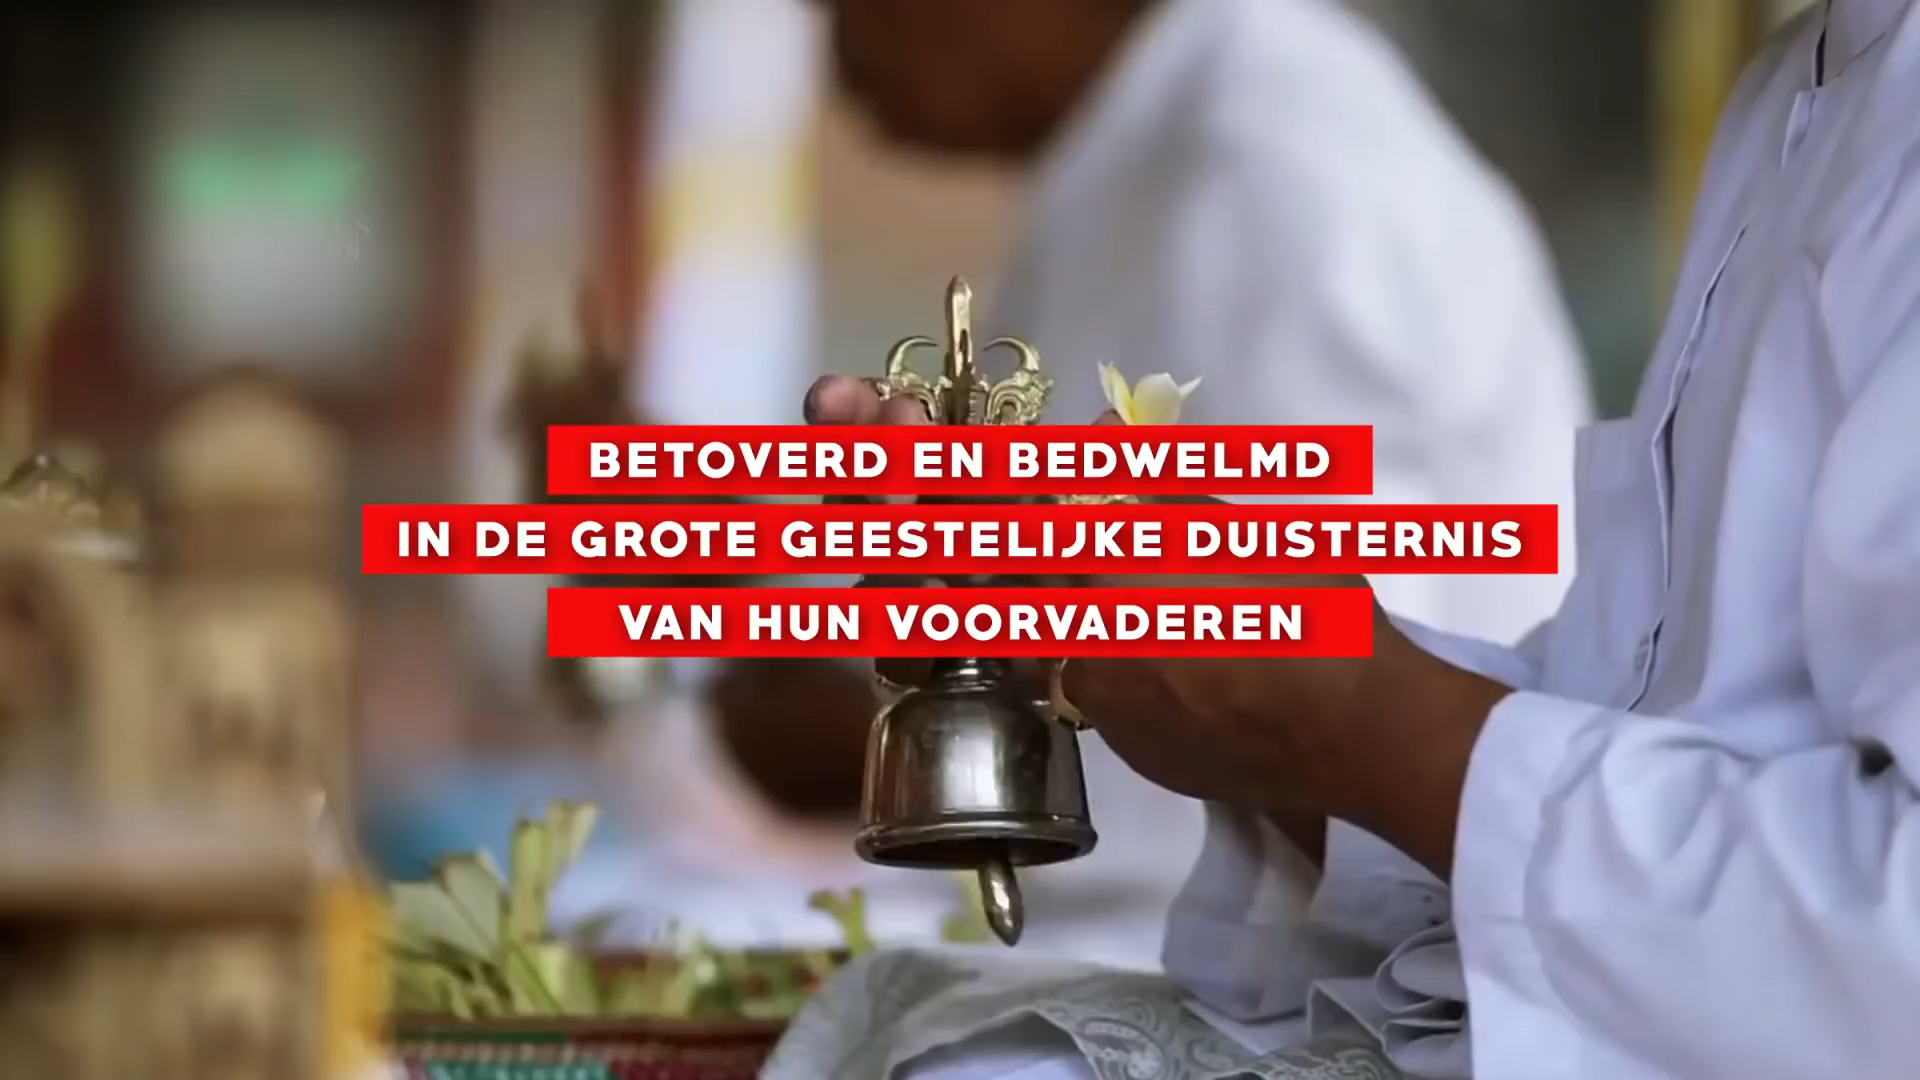 BETOVERD EN BEDWELMD
IN DE GROTE GEESTELIJKE DUISTERNIS
VAN HUN VOORVADEREN